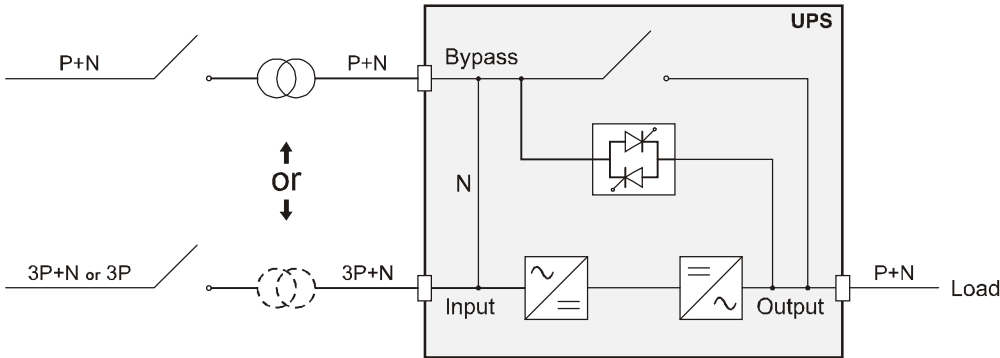 UPS
P+N
P+N
Bypass
or
N
3P+N or 3P
3P+N
Input
Output
P+N
Load